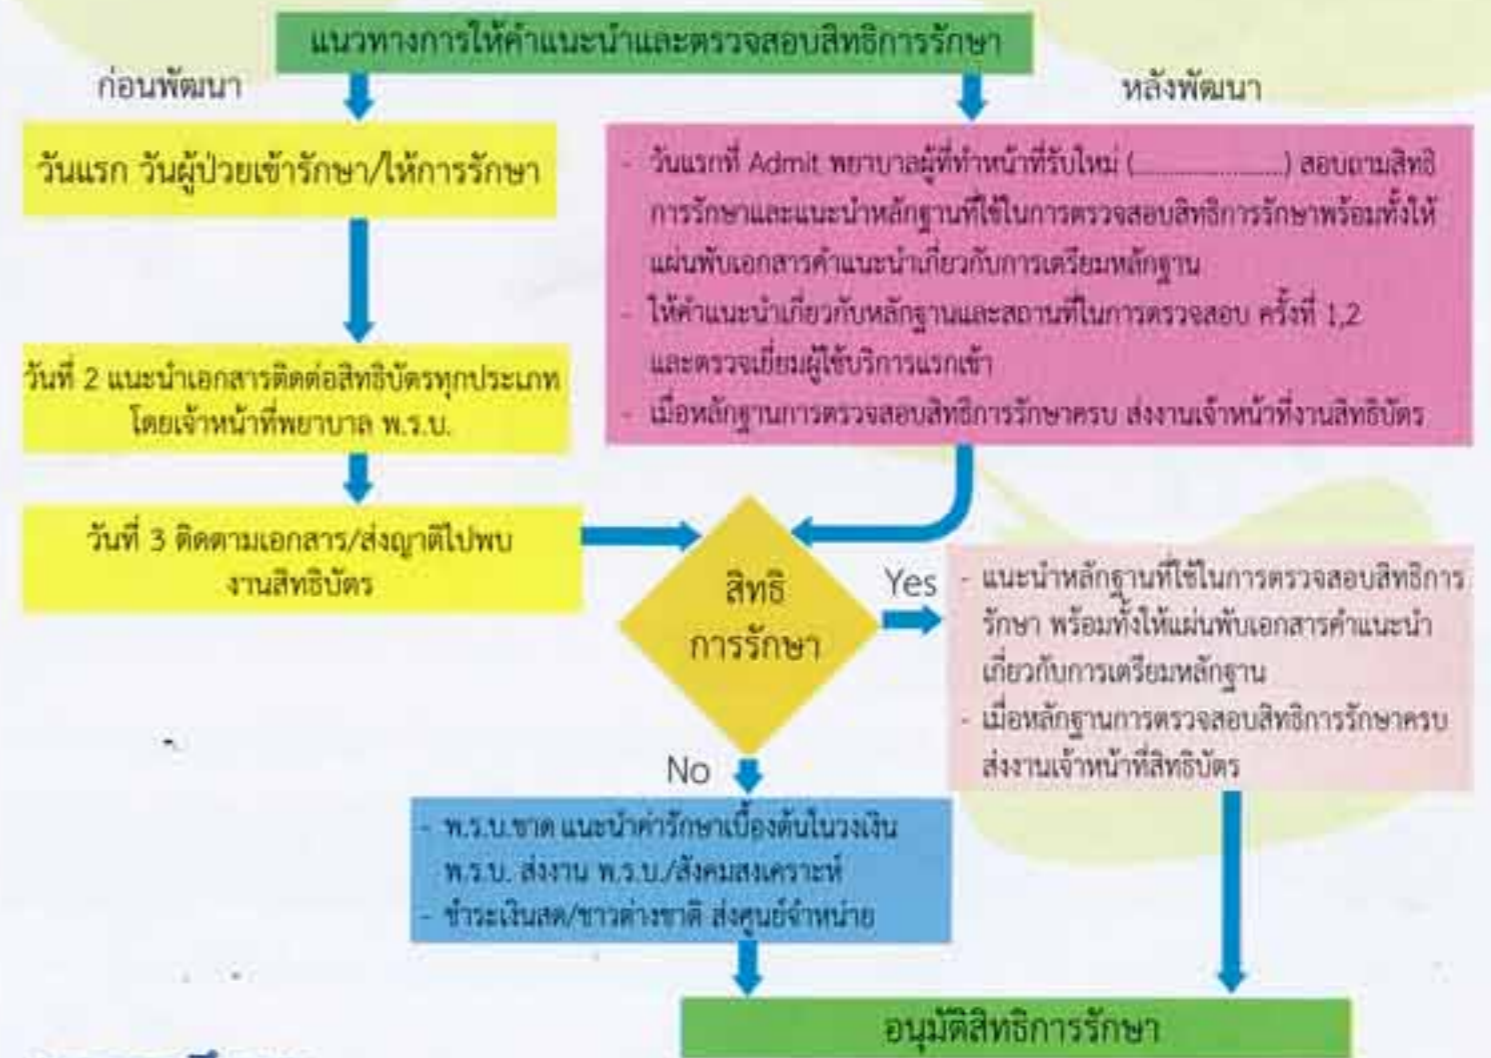 แนวทางการให้คำแนะนำและตรวจสอบสิทธิการรักษา
ก่อนพัฒนา
หลังพัฒนา
วันแรก วันผู้ป่วยเข้ารักษา/ให้การรักษา
วันที่ 2 แนะนำเอกสารติดต่อสิทธิบัตรทุกประเภท
โดยเจ้าหน้าที่พยาบาล พ.ร.บ.
วันที่ 3 ติดตามเอกสาร/ส่งญาติไปพบ
งานสิทธิบัตร
- วันแรกที่ Admit พยาบาลผู้ที่ทำหน้าที่รับใหม่ (........................) สอบถามสิทธิ
การรักษาและแนะนำหลักฐานที่ใช้ในการตรวจสอบสิทธิการรักษาพร้อมทั้งให้
แผ่นพับเอกสารคำแนะนำเกี่ยวกับการเตรียมหลักฐาน
- ให้คำแนะนำเกี่ยวกับหลักฐานและสถานที่ในการตรวจสอบ ครั้งที่ 1,2
และตรวจเยี่ยมผู้ใช้บริการแรกเข้า
- เมื่อหลักฐานการตรวจสอบสิทธิการรักษาครบ ส่งงานเจ้าหน้าที่งานสิทธิบัตร
สิทธิ
การรักษา
Yes
- แนะนำหลักฐานที่ใช้ในการตรวจสอบสิทธิการ
รักษา พร้อมทั้งให้แผ่นพับเอกสารคำแนะนำ
เกี่ยวกับการเตรียมหลักฐาน
- เมื่อหลักฐานการตรวจสอบสิทธิการรักษาครบ
ส่งงานเจ้าหน้าที่สิทธิบัตร
No
- พ.ร.บ.ขาด แนะนำค่ารักษาเบื้องต้นในวงเงิน
พ.ร.บ. ส่งงาน พ.ร.บ./สังคมสงเคราะห์
- ชำระเงินสด/ชาวต่างชาติ ส่งศูนย์จำหน่าย
อนุมัติสิทธิการรักษา